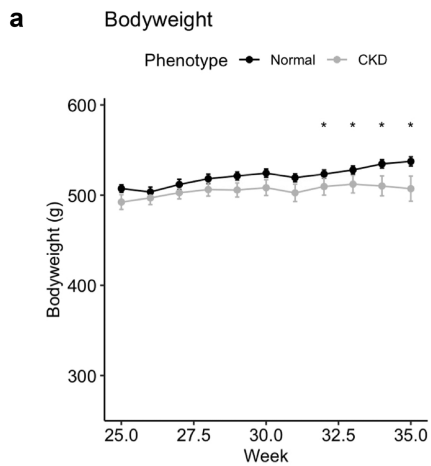 a
Bodyweight
Phenotype Normal CKD
600
* * * *
500
400
300
Bodyweight (g)
25.0 27.5 30.0 32.5 35.0
Week